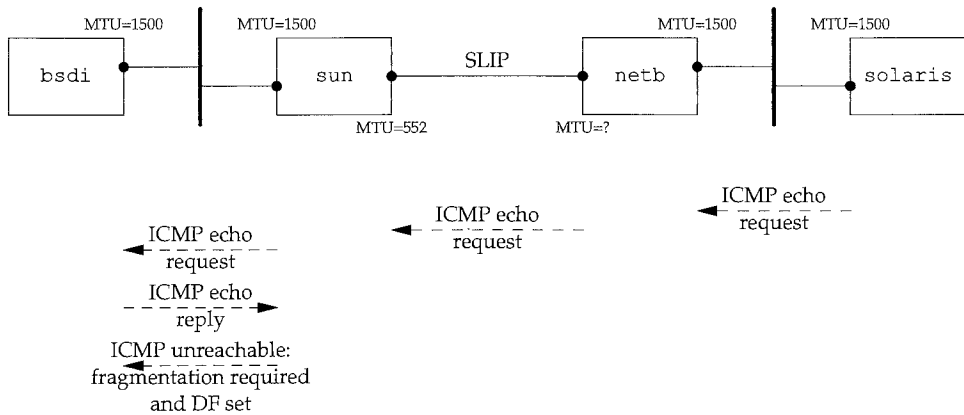 MTU=1500
MTU=1500
MTU=1500
MTU=1500
bsdi
sun
SLIP
netb
solaris
MTU=552
MTU=?
ICMP echo
request
ICMP echo
request
ICMP echo
request
ICMP echo
reply
ICMP unreachable:
fragmentation required
and DF set